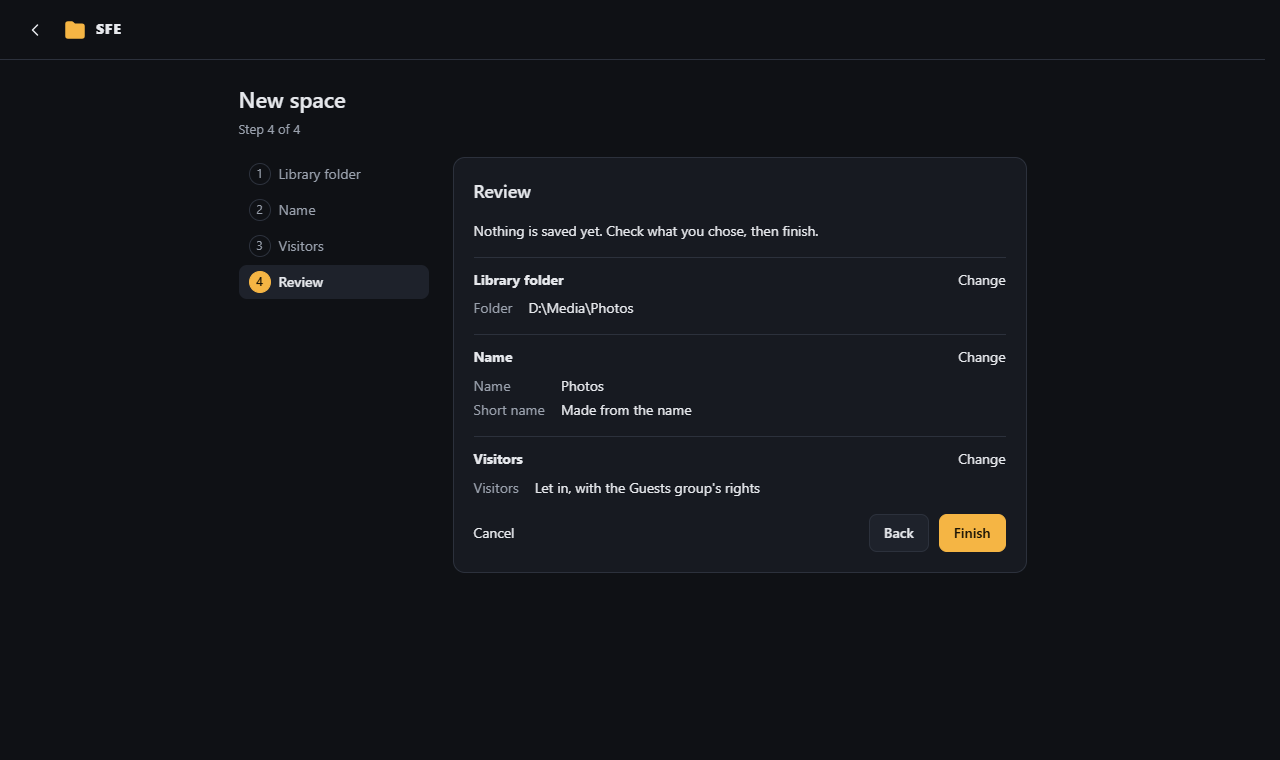 SFE
New space
Step 4 of 4
1 Library folder
2 Name
3 Visitors
4 Review
Review
Nothing is saved yet. Check what you chose, then finish.
Library folder Change
Folder D:\Media\Photos
Name Change
Name Photos
Short name Made from the name
Visitors Change
Visitors Let in, with the Guests group's rights
Cancel Back Finish